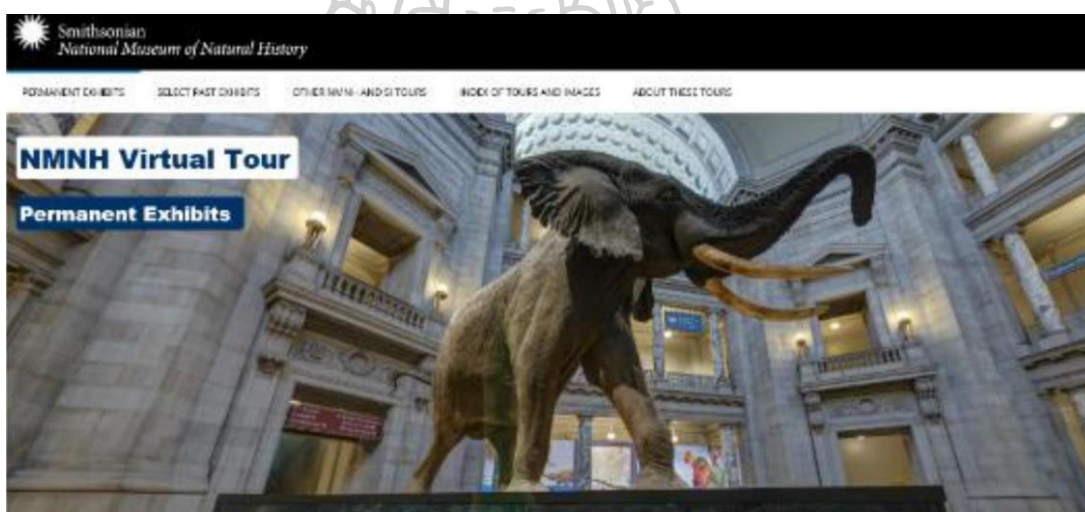 Smithsonian
National Museum of Natural History
PERMANENT EXHIBITS SELECT PAST EXHIBITS OTHER NMNH AND SI TOURS INDEX OF TOURS AND IMAGES ABOUT THESE TOURS
NMNH Virtual Tour
Permanent Exhibits